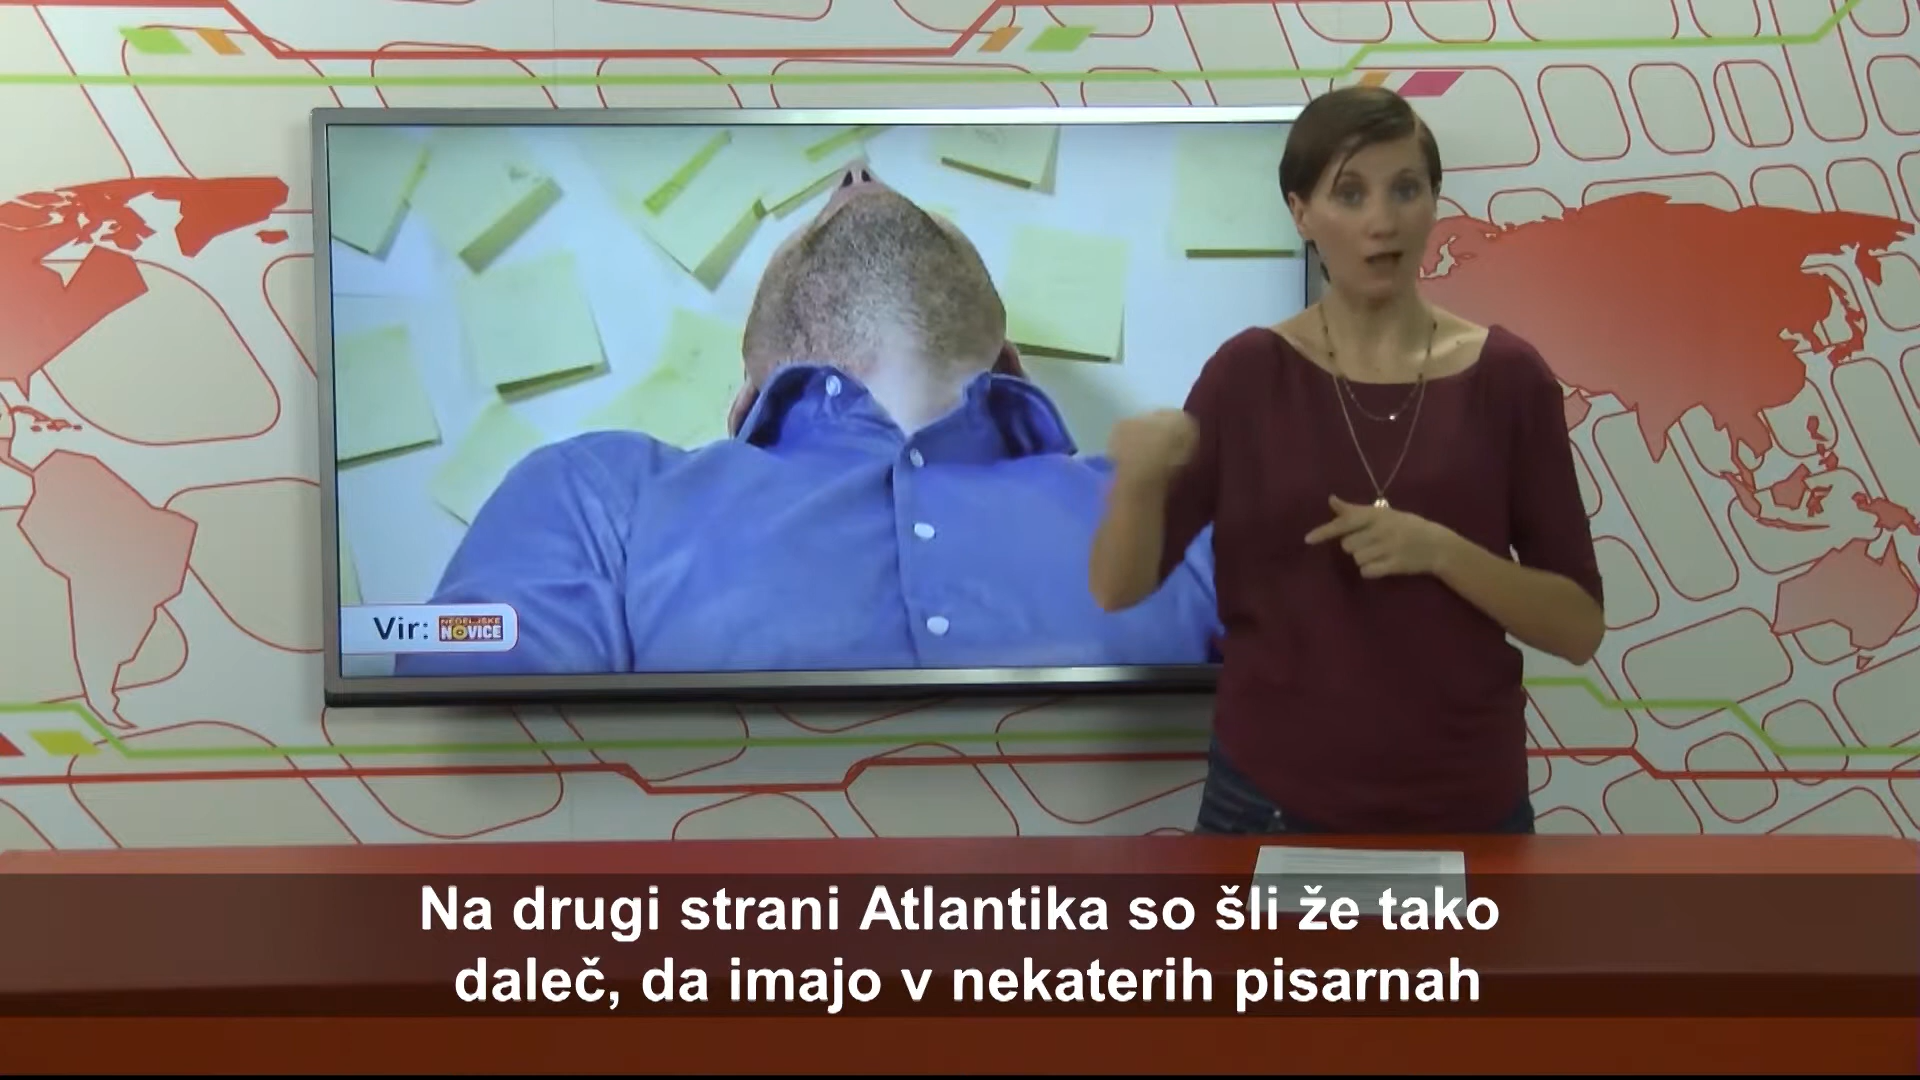 Vir: NEDELJSKE
NOVICE
Na drugi strani Atlantika so šli že tako
daleč, da imajo v nekaterih pisarnah